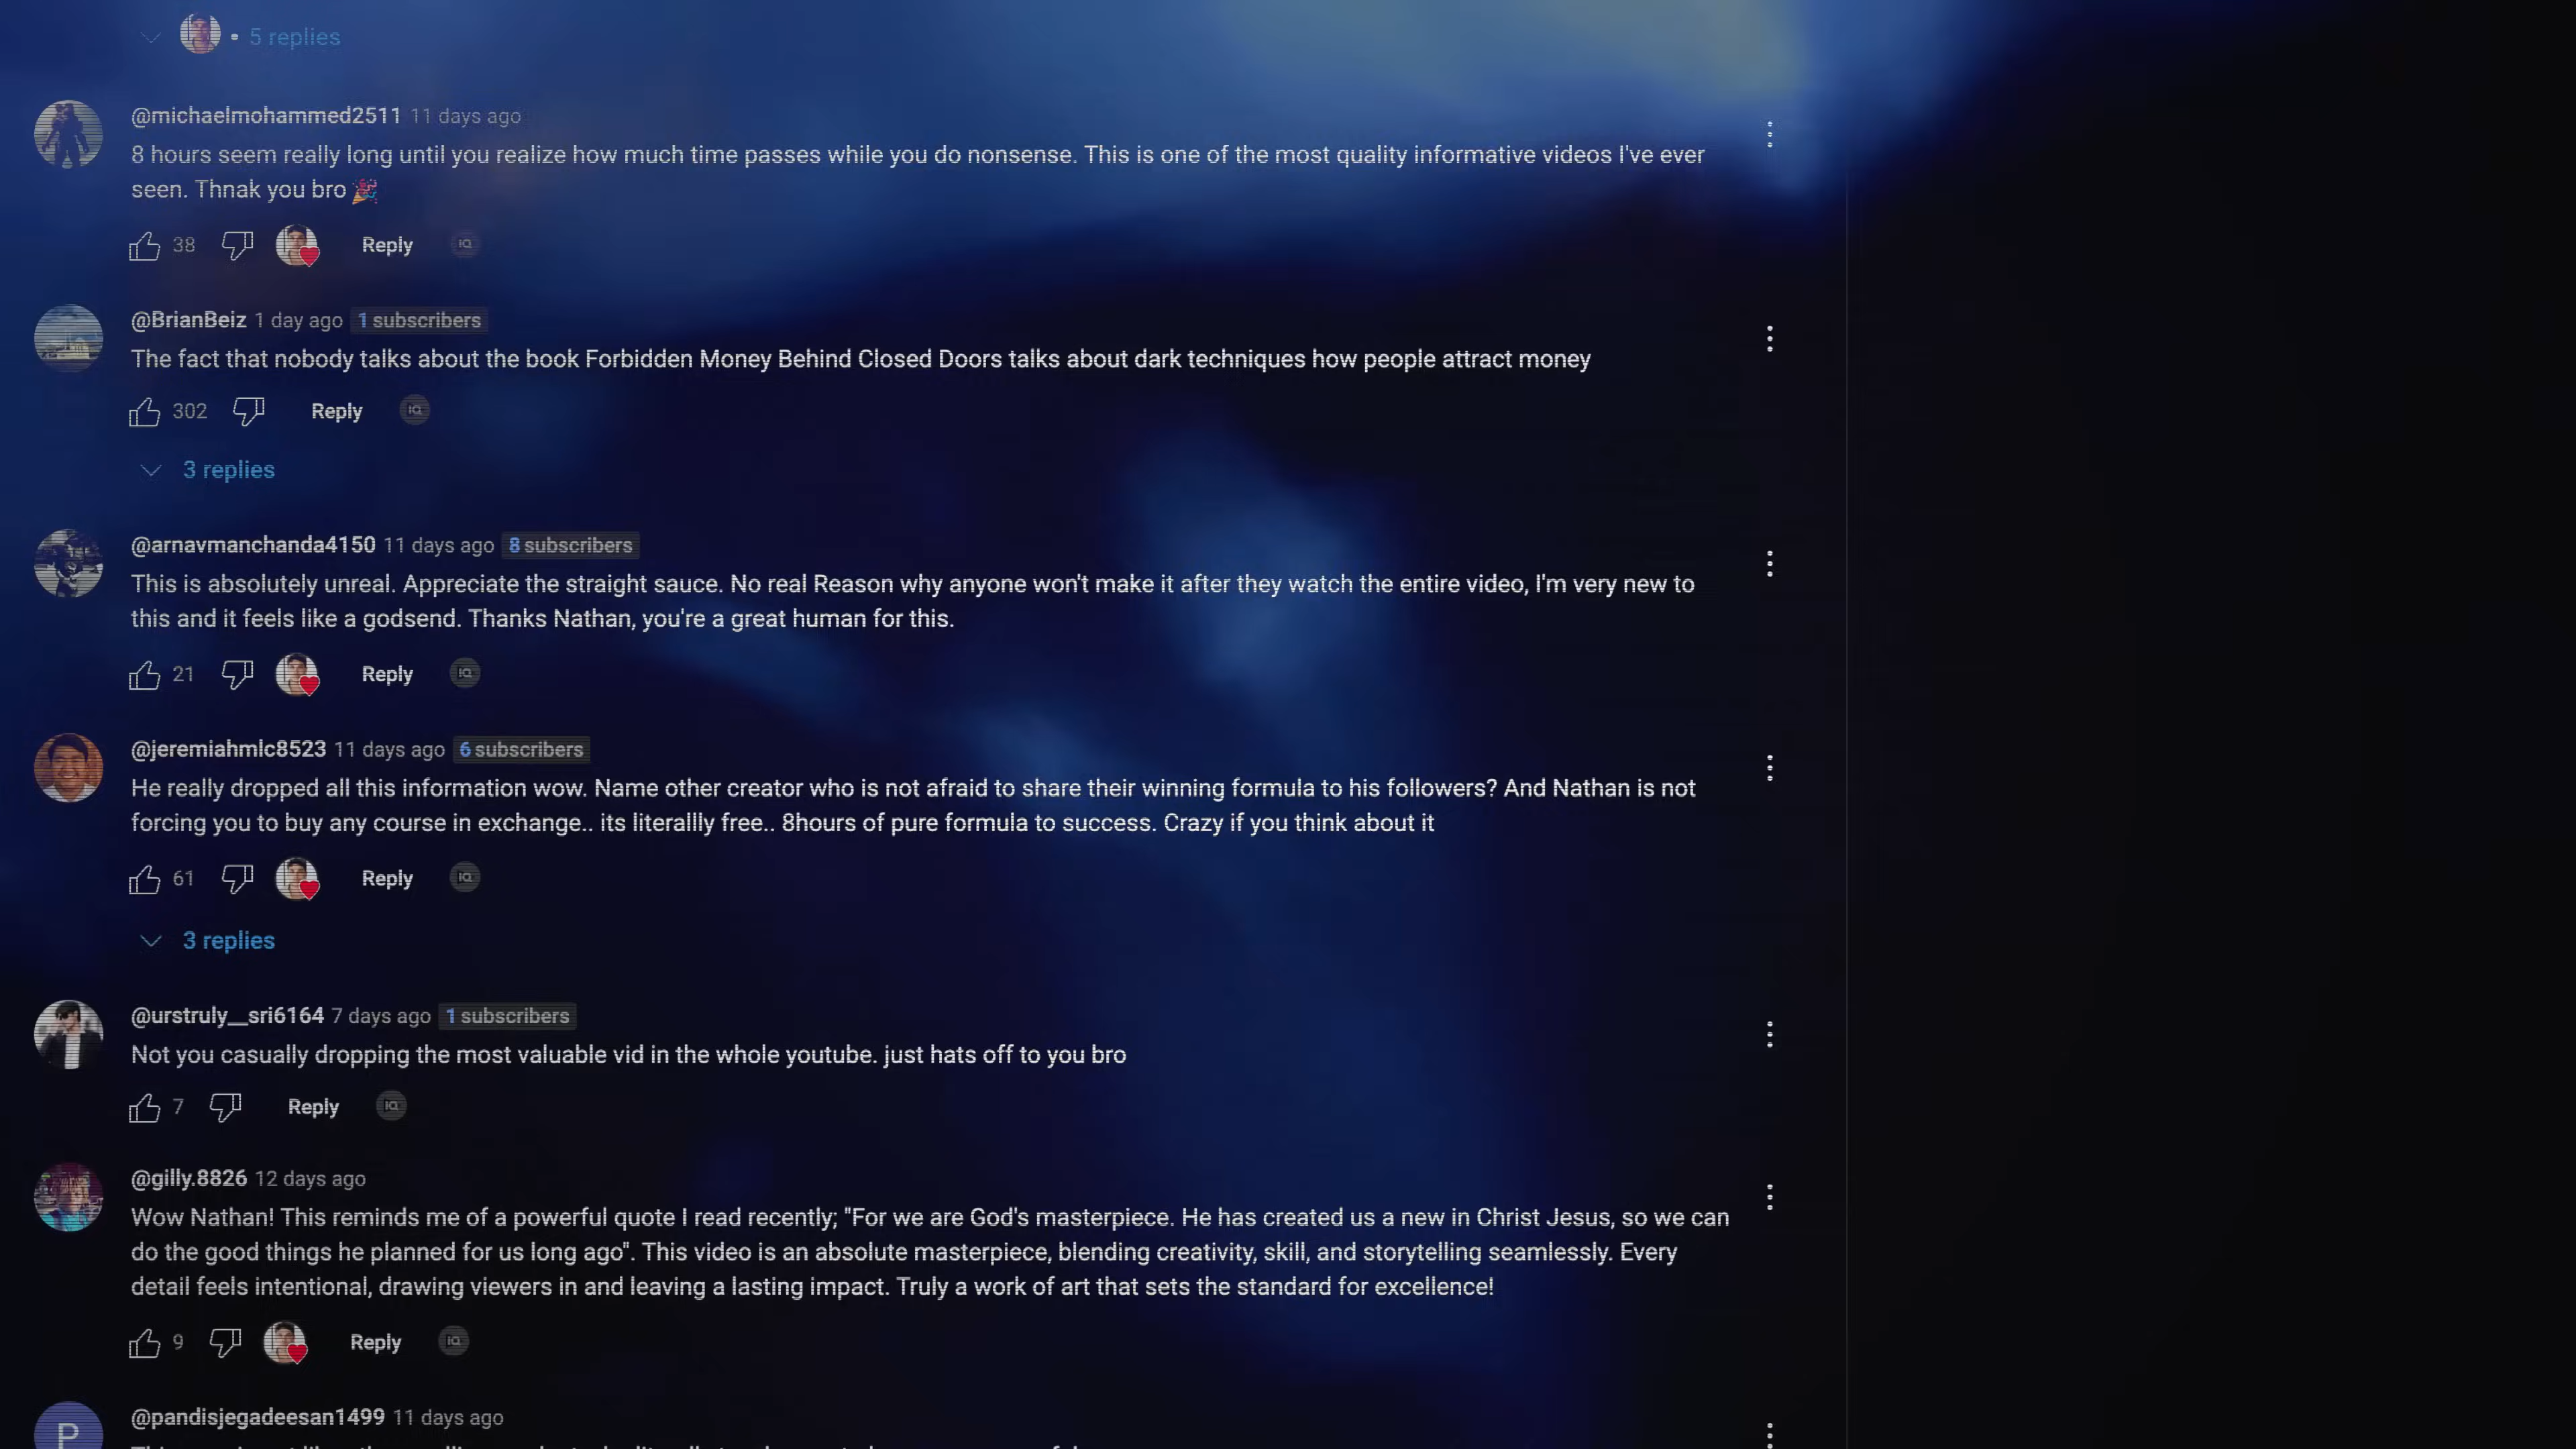 5 replies
@michaelmohammed2511 11 days ago
8 hours seem really long until you realize how much time passes while you do nonsense. This is one of the most quality informative videos I've ever
seen. Thnak you bro 🎉
38 Reply IQ
@BrianBeiz 1 day ago 1 subscribers
The fact that nobody talks about the book Forbidden Money Behind Closed Doors talks about dark techniques how people attract money
302 Reply IQ
3 replies
@arnavmanchanda4150 11 days ago 8 subscribers
This is absolutely unreal. Appreciate the straight sauce. No real Reason why anyone won't make it after they watch the entire video, I'm very new to
this and it feels like a godsend. Thanks Nathan, you're a great human for this.
21 Reply IQ
@jeremiahmlc8523 11 days ago 6 subscribers
He really dropped all this information wow. Name other creator who is not afraid to share their winning formula to his followers? And Nathan is not
forcing you to buy any course in exchange.. its literallly free.. 8hours of pure formula to success. Crazy if you think about it
61 Reply IQ
3 replies
@urstruly__sri6164 7 days ago 1 subscribers
Not you casually dropping the most valuable vid in the whole youtube. just hats off to you bro
7 Reply IQ
@gilly.8826 12 days ago
Wow Nathan! This reminds me of a powerful quote I read recently; "For we are God's masterpiece. He has created us a new in Christ Jesus, so we can
do the good things he planned for us long ago". This video is an absolute masterpiece, blending creativity, skill, and storytelling seamlessly. Every
detail feels intentional, drawing viewers in and leaving a lasting impact. Truly a work of art that sets the standard for excellence!
9 Reply IQ
P
@pandisjegadeesan1499 11 days ago